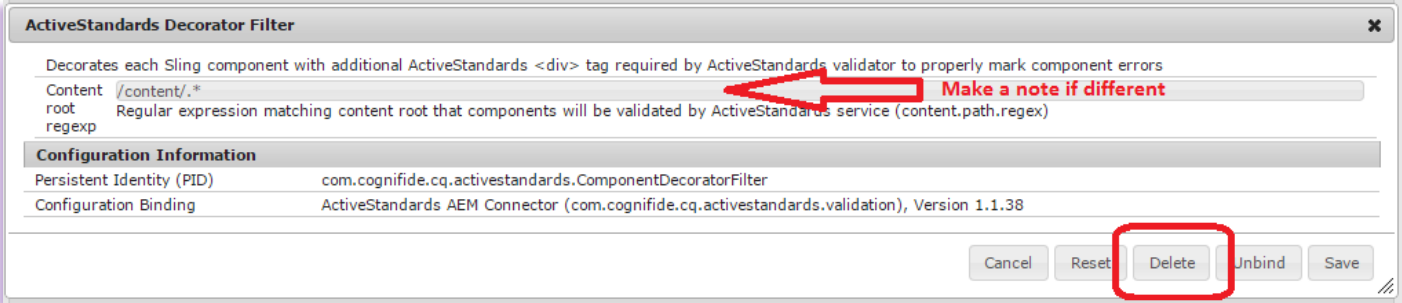 ActiveStandards Decorator Filter
Decorates each Sling component with additional ActiveStandards <div> tag required by ActiveStandards validator to properly mark component errors
Content root regexp
/content/.*
Make a note if different
Regular expression matching content root that components will be validated by ActiveStandards service (content.path.regex)
Configuration Information
Persistent Identity (PID) com.cognifide.cq.activestandards.ComponentDecoratorFilter
Configuration Binding ActiveStandards AEM Connector (com.cognifide.cq.activestandards.validation), Version 1.1.38
Cancel Reset Delete Unbind Save